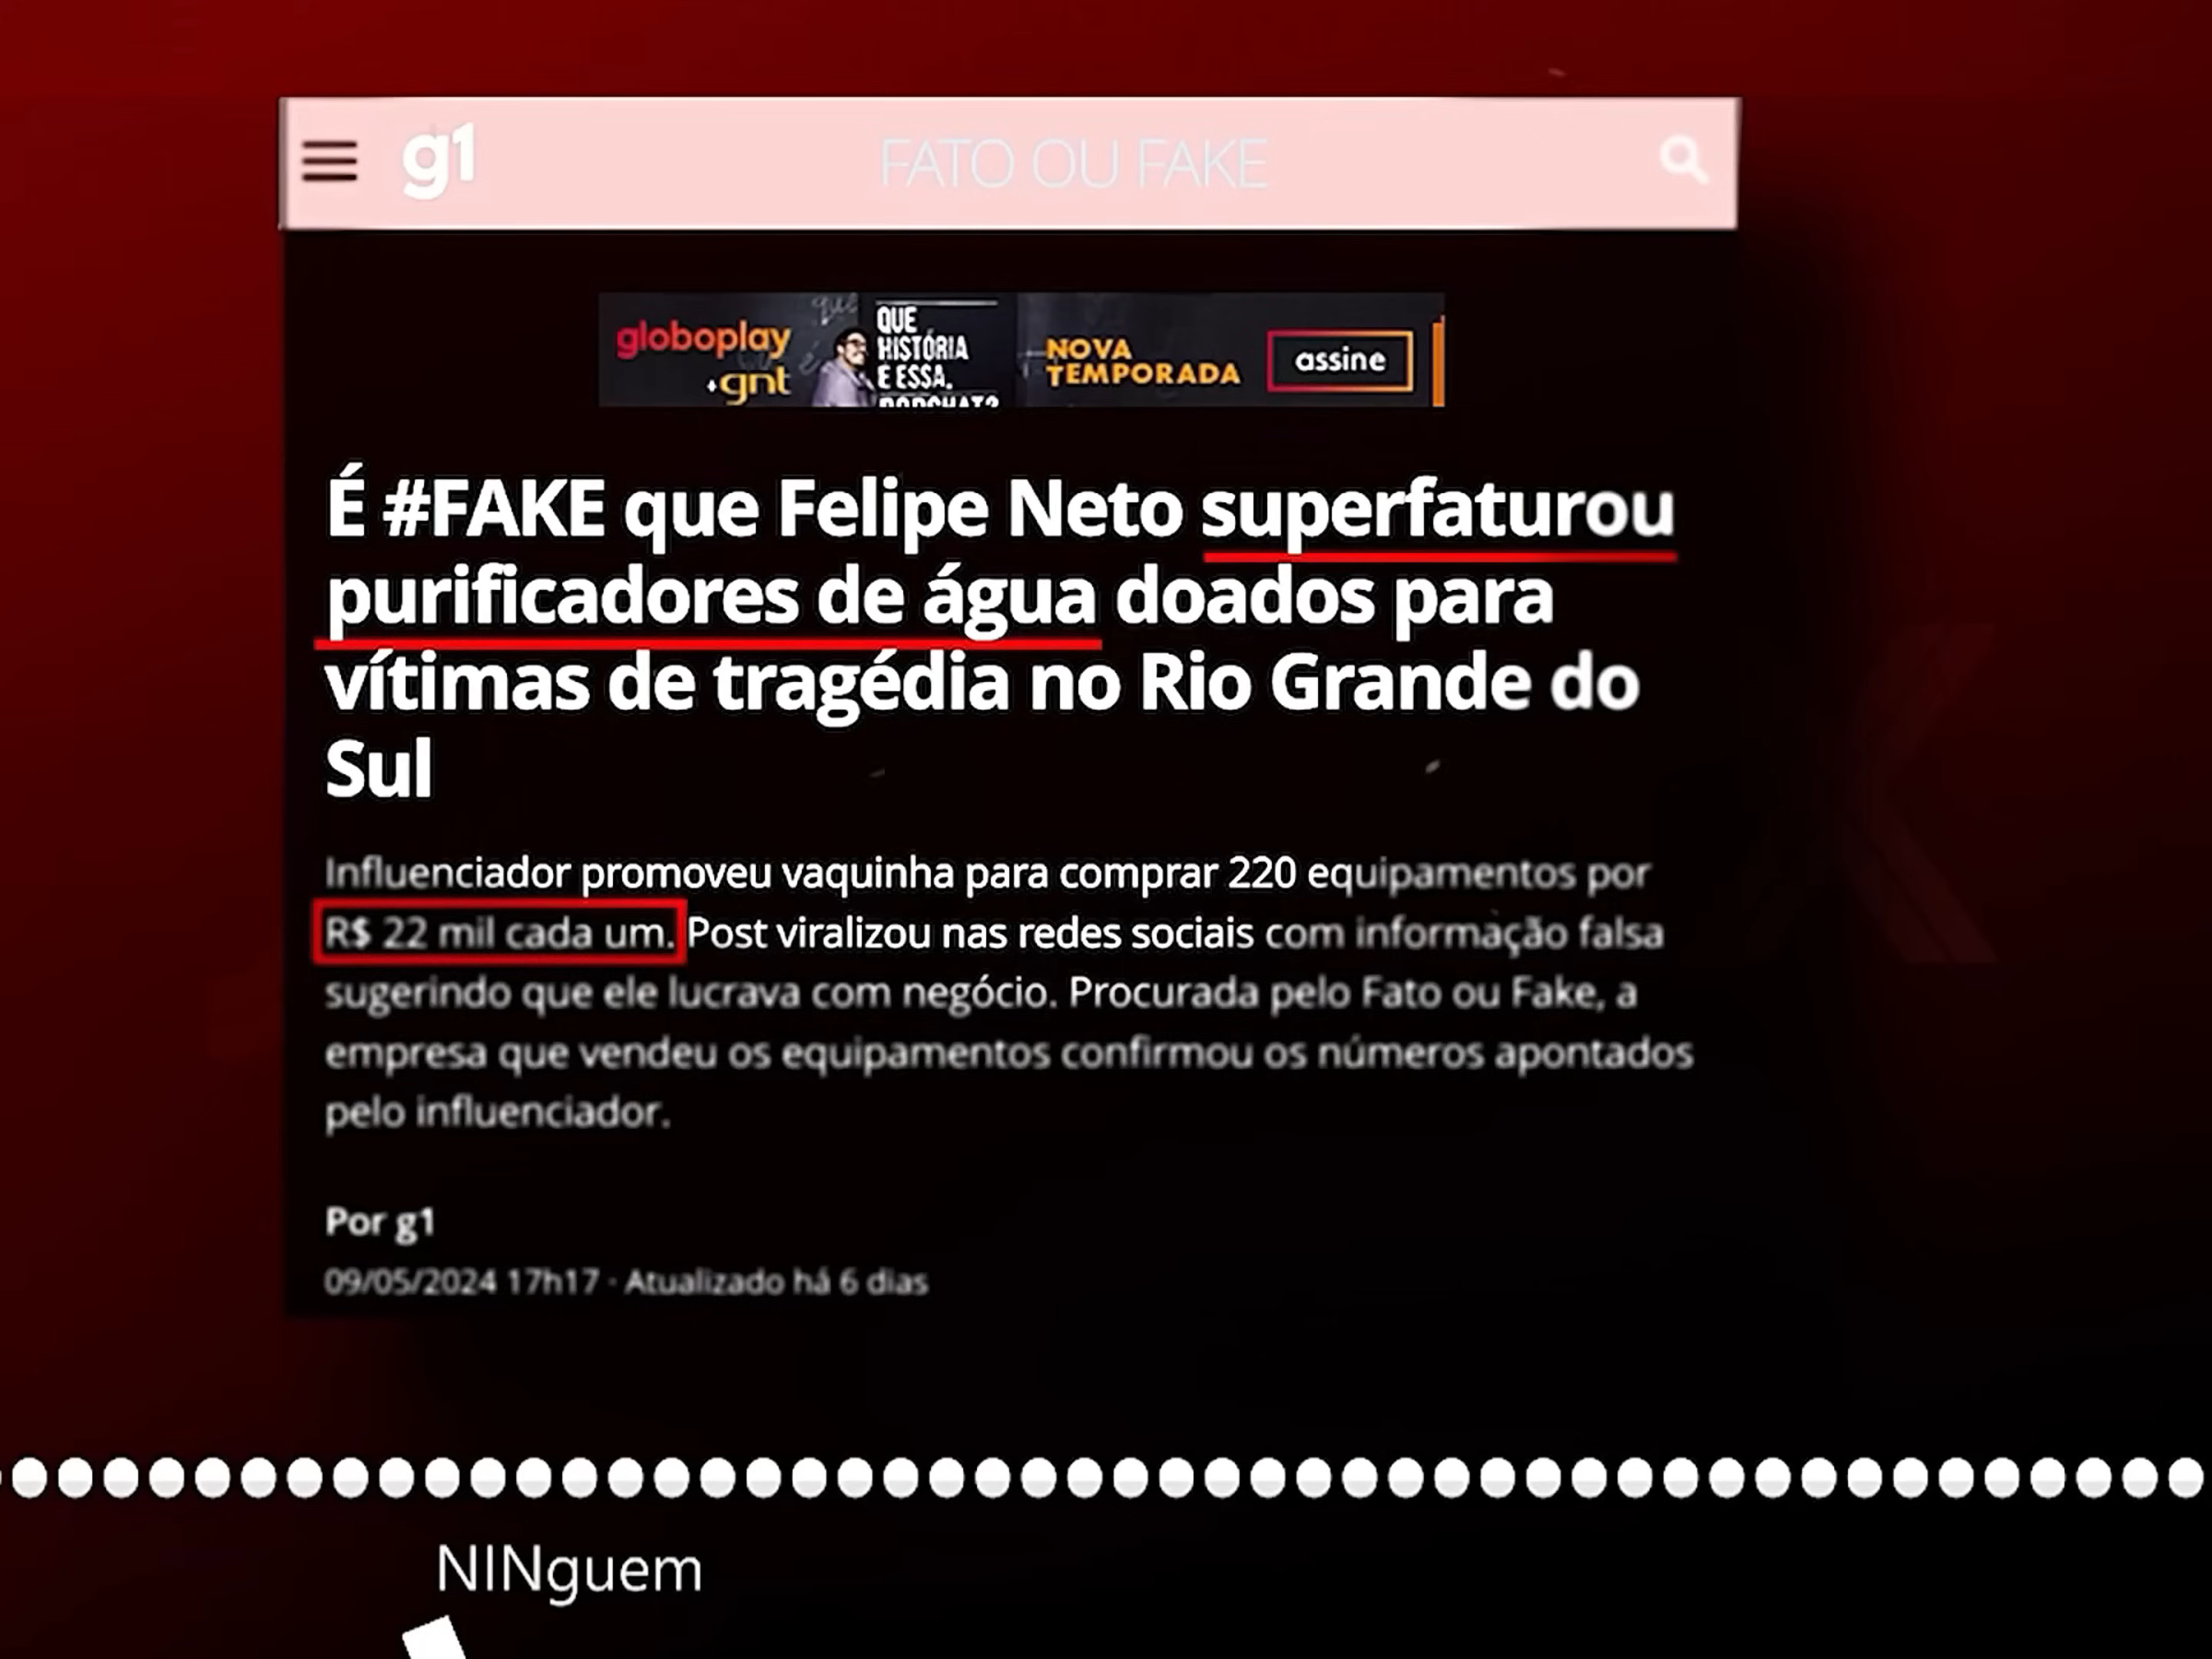 g1
FATO OU FAKE
que
globoplay
+gnt
QUE
HISTÓRIA
É ESSA,
PORCHAT?
NOVA
TEMPORADA
assine
É #FAKE que Felipe Neto superfaturou
purificadores de água doados para
vítimas de tragédia no Rio Grande do
Sul
Influenciador promoveu vaquinha para comprar 220 equipamentos por
R$ 22 mil cada um. Post viralizou nas redes sociais com informação falsa
sugerindo que ele lucrava com negócio. Procurada pelo Fato ou Fake, a
empresa que vendeu os equipamentos confirmou os números apontados
pelo influenciador.
Por g1
09/05/2024 17h17 · Atualizado há 6 dias
NINguem